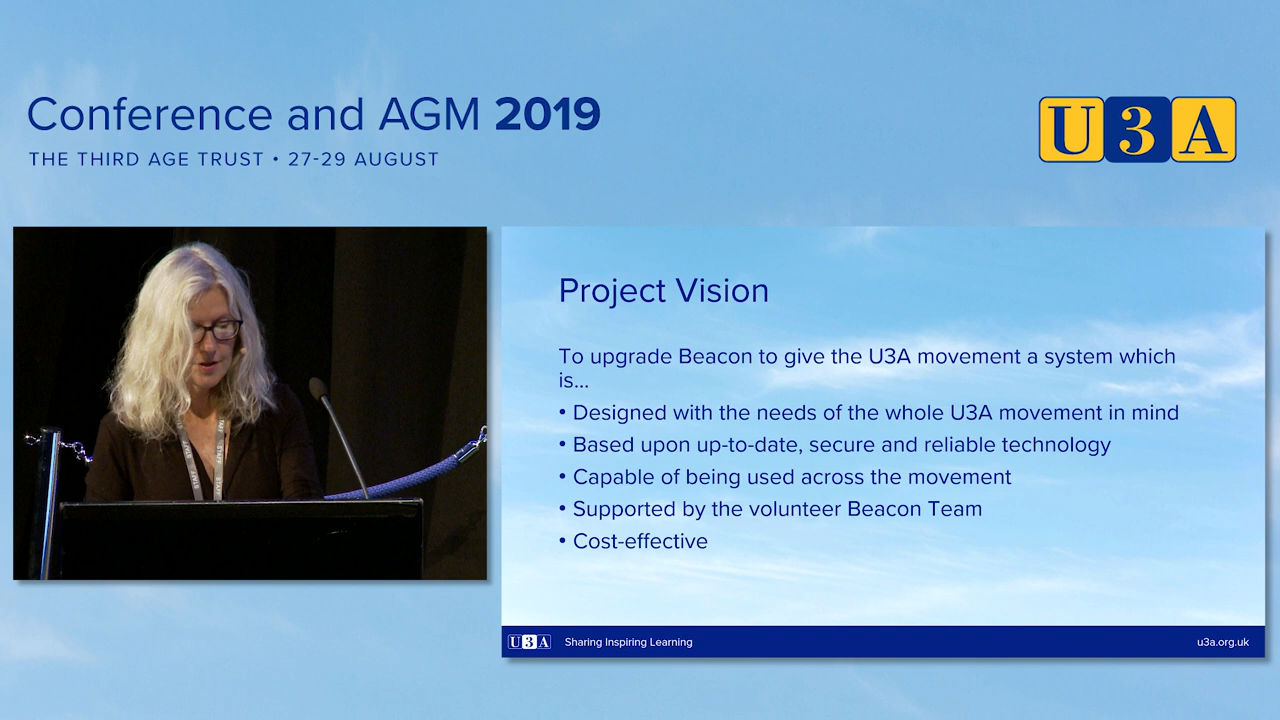 Conference and AGM 2019
THE THIRD AGE TRUST • 27-29 AUGUST
U3A
Project Vision
To upgrade Beacon to give the U3A movement a system which
is...
• Designed with the needs of the whole U3A movement in mind
• Based upon up-to-date, secure and reliable technology
• Capable of being used across the movement
• Supported by the volunteer Beacon Team
• Cost-effective
STAFF
STAFF
STAFF
U3A Sharing Inspiring Learning u3a.org.uk